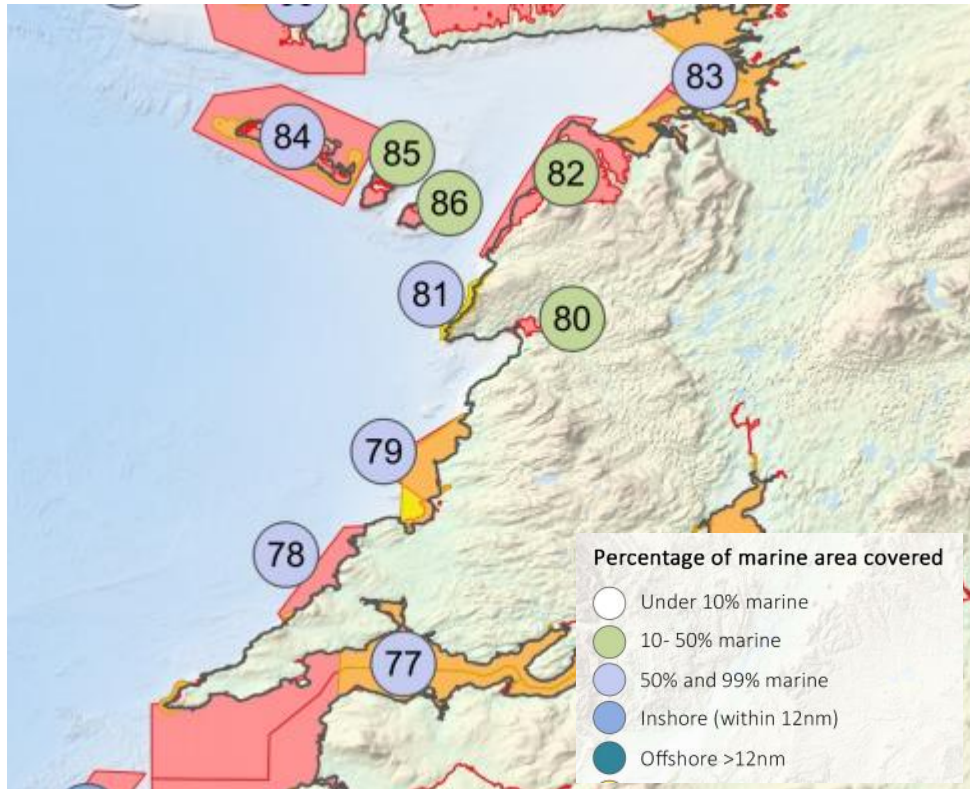 83
84
85
82
86
81
80
79
78
77
Percentage of marine area covered
Under 10% marine
10- 50% marine
50% and 99% marine
Inshore (within 12nm)
Offshore >12nm